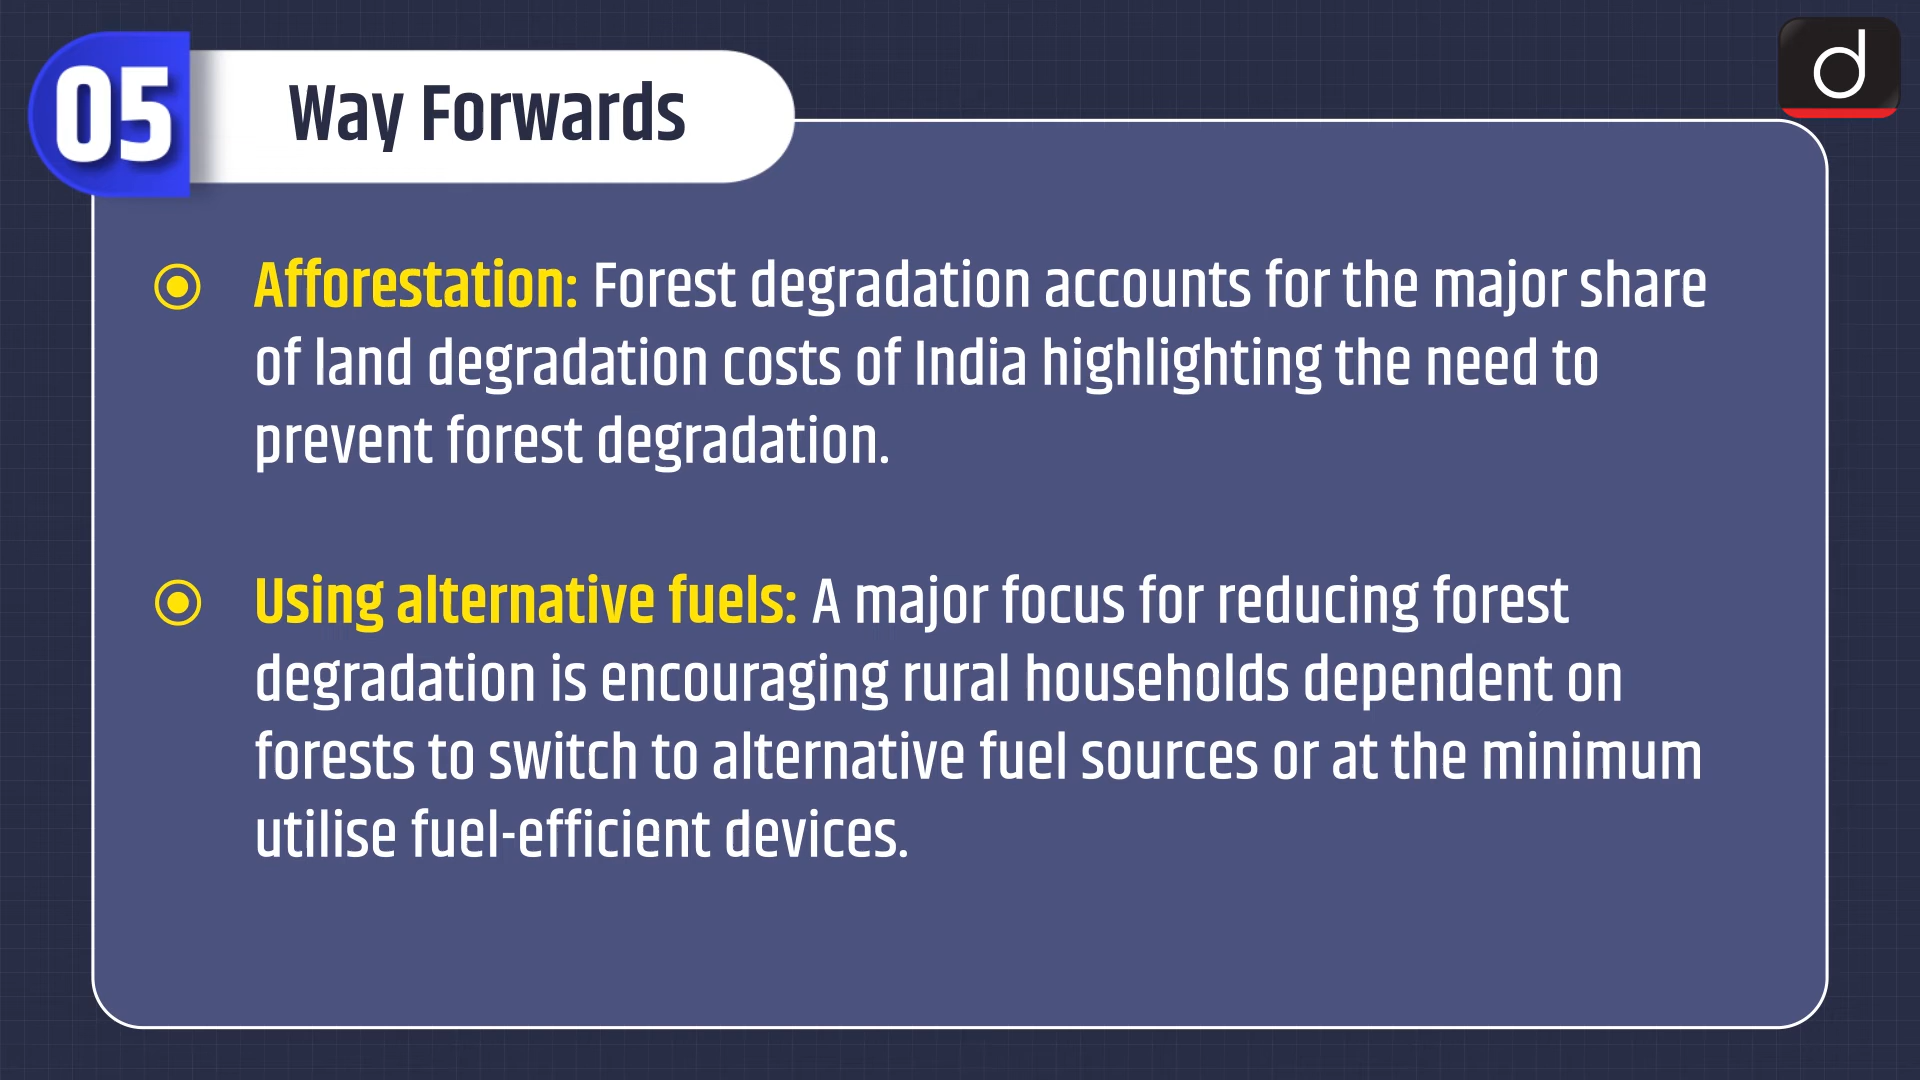 05
Way Forwards
d
Afforestation: Forest degradation accounts for the major share
of land degradation costs of India highlighting the need to
prevent forest degradation.
Using alternative fuels: A major focus for reducing forest
degradation is encouraging rural households dependent on
forests to switch to alternative fuel sources or at the minimum
utilise fuel-efficient devices.